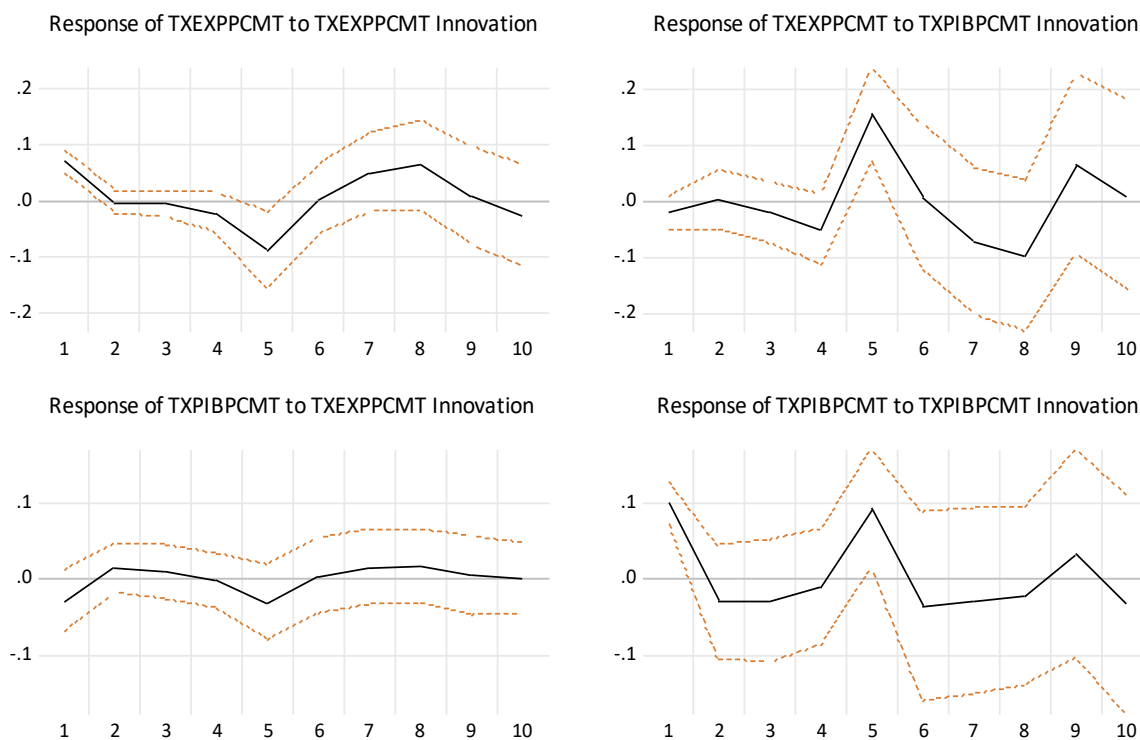 Response of TXEXPPCMT to TXEXPPCMT Innovation
.2
.1
.0
-.1
-.2
1 2 3 4 5 6 7 8 9 10
Response of TXEXPPCMT to TXPIBPCMT Innovation
.2
.1
.0
-.1
-.2
1 2 3 4 5 6 7 8 9 10
Response of TXPIBPCMT to TXEXPPCMT Innovation
.1
.0
-.1
1 2 3 4 5 6 7 8 9 10
Response of TXPIBPCMT to TXPIBPCMT Innovation
.1
.0
-.1
1 2 3 4 5 6 7 8 9 10